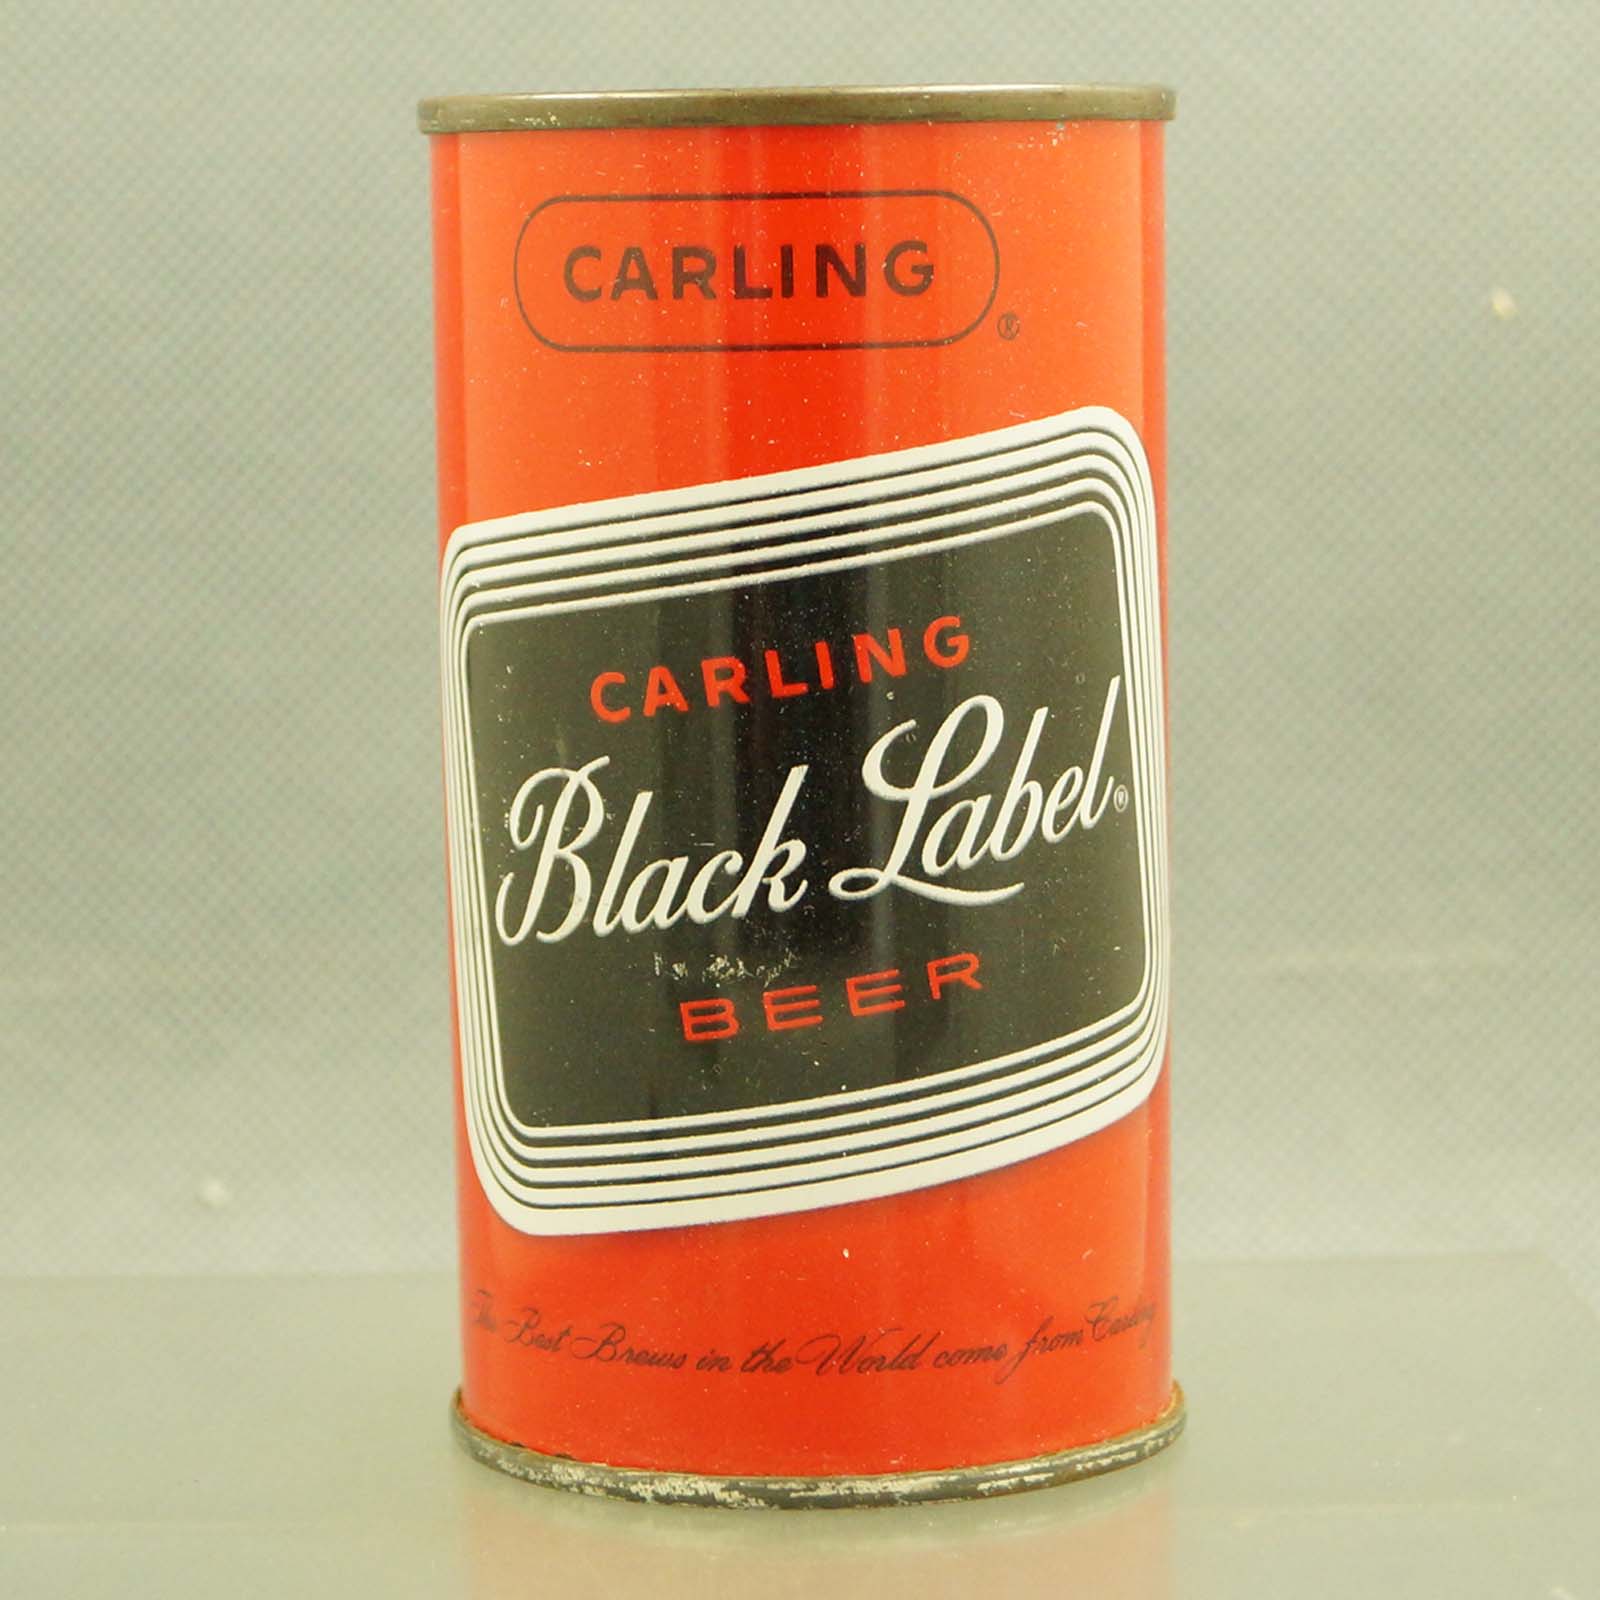 CARLING ®
CARLING
Black Label ®
BEER
The Best Brews in the World come from Carling